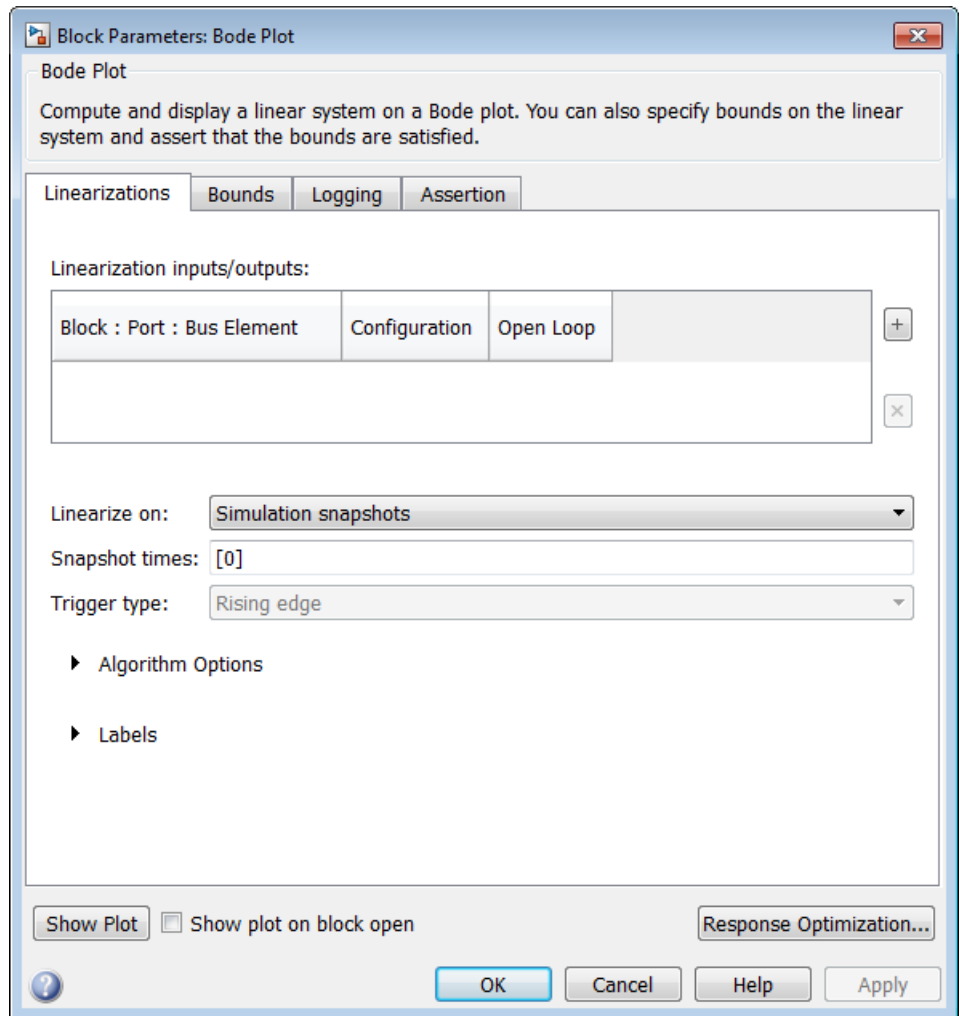 Block Parameters: Bode Plot
Bode Plot
Compute and display a linear system on a Bode plot. You can also specify bounds on the linear
system and assert that the bounds are satisfied.
Linearizations Bounds Logging Assertion
Linearization inputs/outputs:
Block : Port : Bus Element Configuration Open Loop
Linearize on: Simulation snapshots
Snapshot times: [0]
Trigger type: Rising edge
Algorithm Options
Labels
Show Plot Show plot on block open Response Optimization...
OK Cancel Help Apply